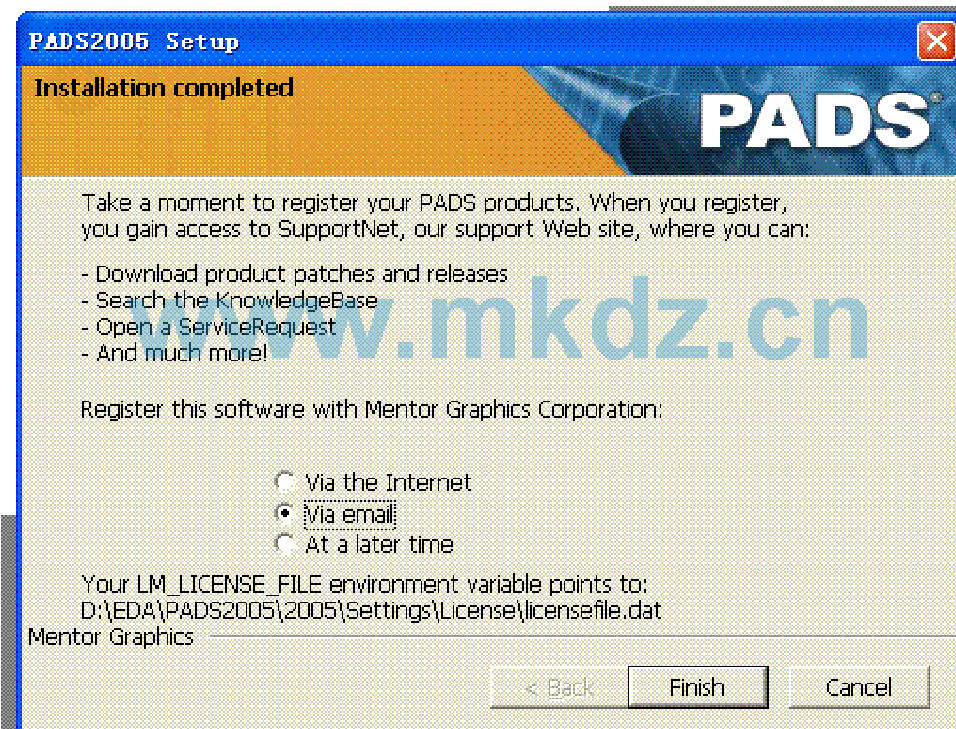 PADS2005 Setup
Installation completed
PADS®
Take a moment to register your PADS products. When you register,
you gain access to SupportNet, our support Web site, where you can:
- Download product patches and releases
- Search the KnowledgeBase
- Open a ServiceRequest
- And much more!
www.mkdz.cn
Register this software with Mentor Graphics Corporation:
Via the Internet
Via email
At a later time
Your LM_LICENSE_FILE environment variable points to:
D:\EDA\PADS2005\2005\Settings\License\licensefile.dat
Mentor Graphics
< Back Finish Cancel